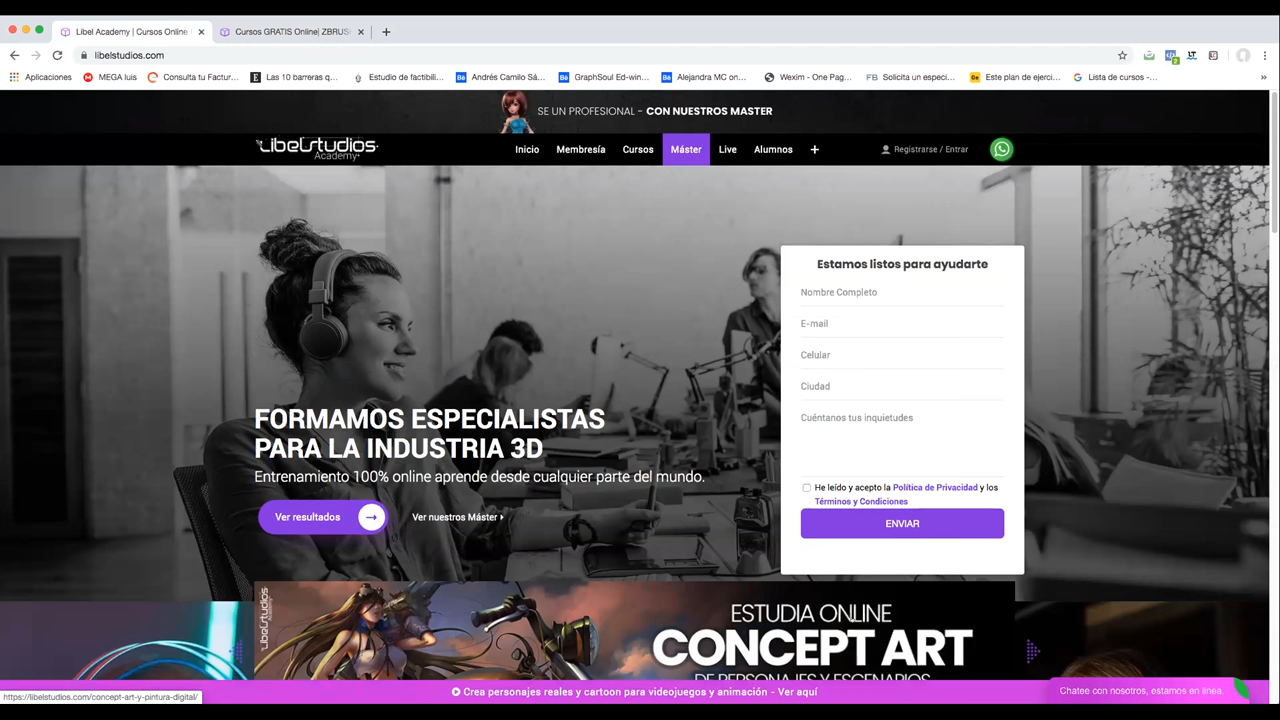 Libel Academy | Cursos Online
Cursos GRATIS Online| ZBRUS
libelstudios.com
Aplicaciones
MEGA luis
Consulta tu Factur...
Las 10 barreras q...
Estudio de factibili...
Andrés Camilo Sá...
GraphSoul Ed-win...
Alejandra MC on...
Wexim - One Pag...
FB Solicita un especi...
Este plan de ejerci...
Lista de cursos -...
»
SE UN PROFESIONAL - CON NUESTROS MASTER
Libelstudios
Academy
Inicio
Membresía
Cursos
Máster
Live
Alumnos
+
Registrarse / Entrar
Estamos listos para ayudarte
Nombre Completo
E-mail
Celular
Ciudad
Cuéntanos tus inquietudes
He leído y acepto la Política de Privacidad y los
Términos y Condiciones
ENVIAR
FORMAMOS ESPECIALISTAS
PARA LA INDUSTRIA 3D
Entrenamiento 100% online aprende desde cualquier parte del mundo.
Ver resultados
Ver nuestros Máster
Libelstudios
Academy
ESTUDIA ONLINE
CONCEPT ART
DE PERSONAJES Y ESCENARIOS
Crea personajes reales y cartoon para videojuegos y animación - Ver aquí
Chatee con nosotros, estamos en línea.
https://libelstudios.com/concept-art-y-pintura-digital/